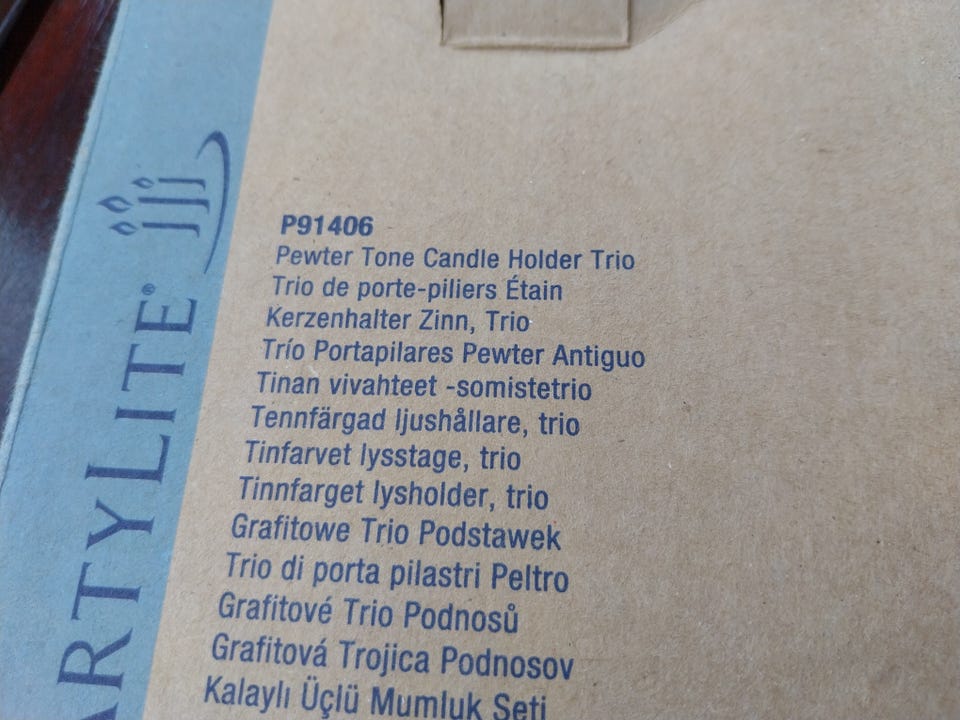 ARTYLITE®
P91406
Pewter Tone Candle Holder Trio
Trio de porte-piliers Étain
Kerzenhalter Zinn, Trio
Trío Portapilares Pewter Antiguo
Tinan vivahteet -somistetrio
Tennfärgad ljushållare, trio
Tinfarvet lysstage, trio
Tinnfarget lysholder, trio
Grafitowe Trio Podstawek
Trio di porta pilastri Peltro
Grafitové Trio Podnosů
Grafitová Trojica Podnosov
Kalaylı Üçlü Mumluk Seti